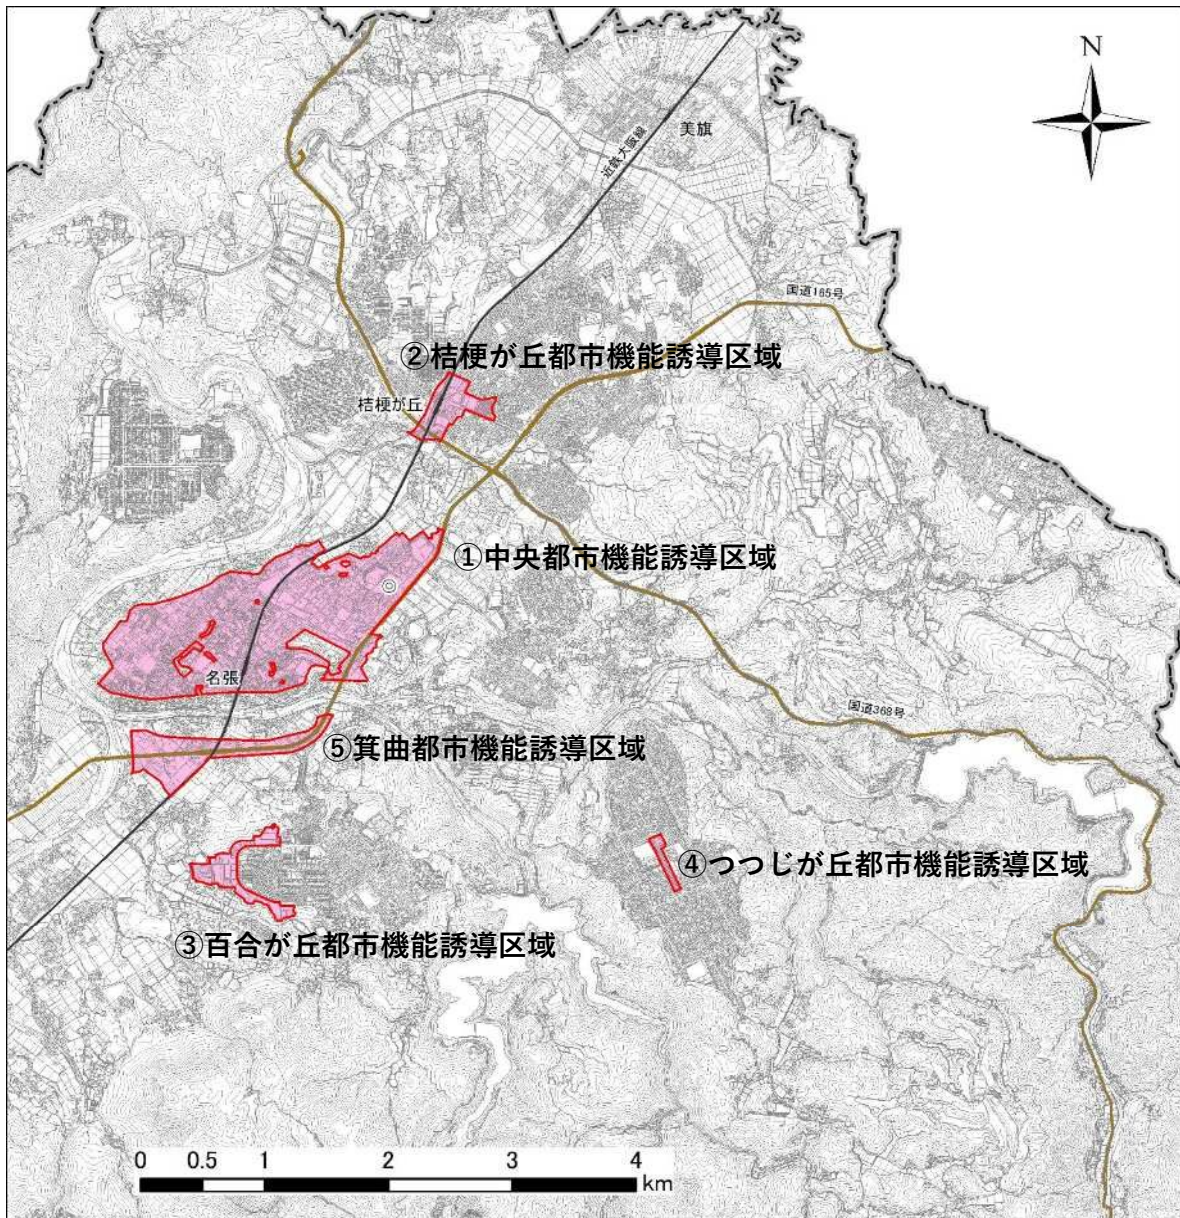 N
美旗
近鉄大阪線
国道165号
②桔梗が丘都市機能誘導区域
桔梗が丘
①中央都市機能誘導区域
名張
国道368号
⑤箕曲都市機能誘導区域
④つつじが丘都市機能誘導区域
③百合が丘都市機能誘導区域
0 0.5 1 2 3 4
km